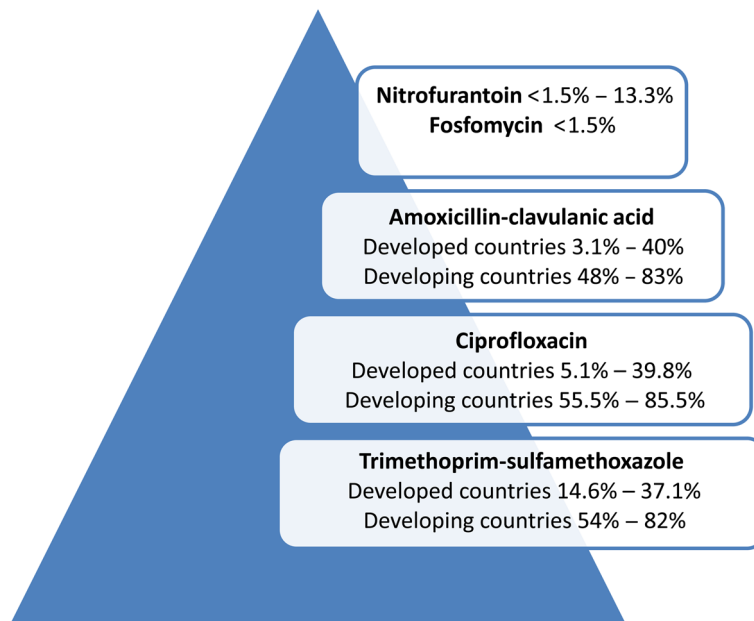 Nitrofurantoin <1.5% – 13.3%
Fosfomycin <1.5%
Amoxicillin-clavulanic acid
Developed countries 3.1% – 40%
Developing countries 48% – 83%
Ciprofloxacin
Developed countries 5.1% – 39.8%
Developing countries 55.5% – 85.5%
Trimethoprim-sulfamethoxazole
Developed countries 14.6% – 37.1%
Developing countries 54% – 82%